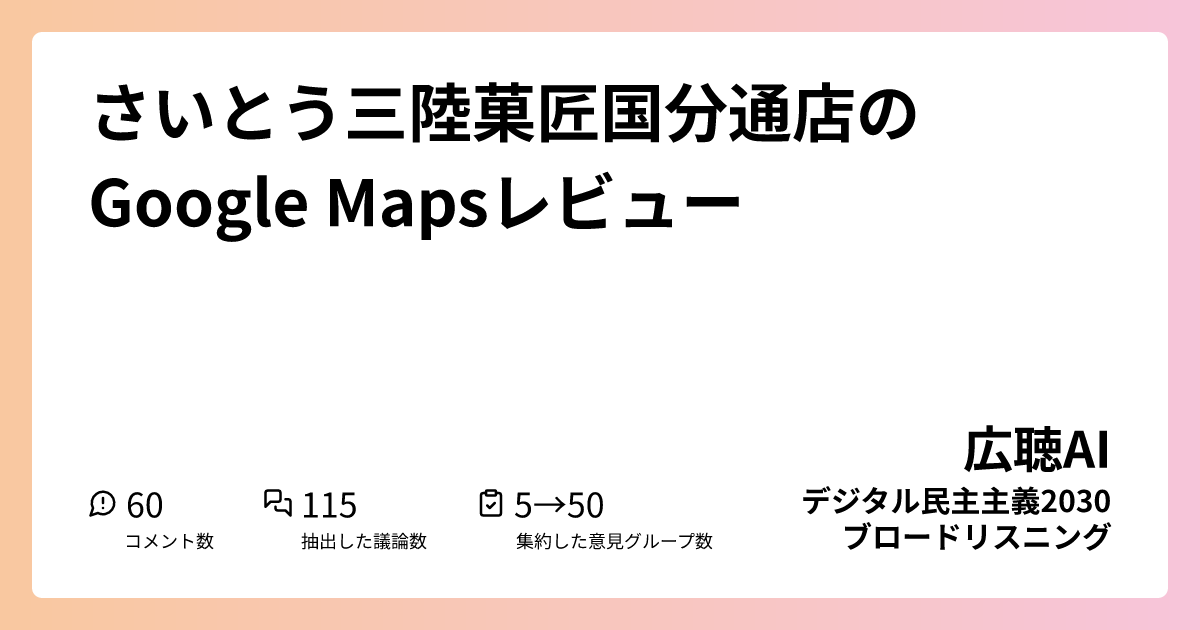 さいとう三陸菓匠国分通店の
Google Mapsレビュー
広聴AI
デジタル民主主義2030
ブロードリスニング
60
コメント数
115
抽出した議論数
5→50
集約した意見グループ数